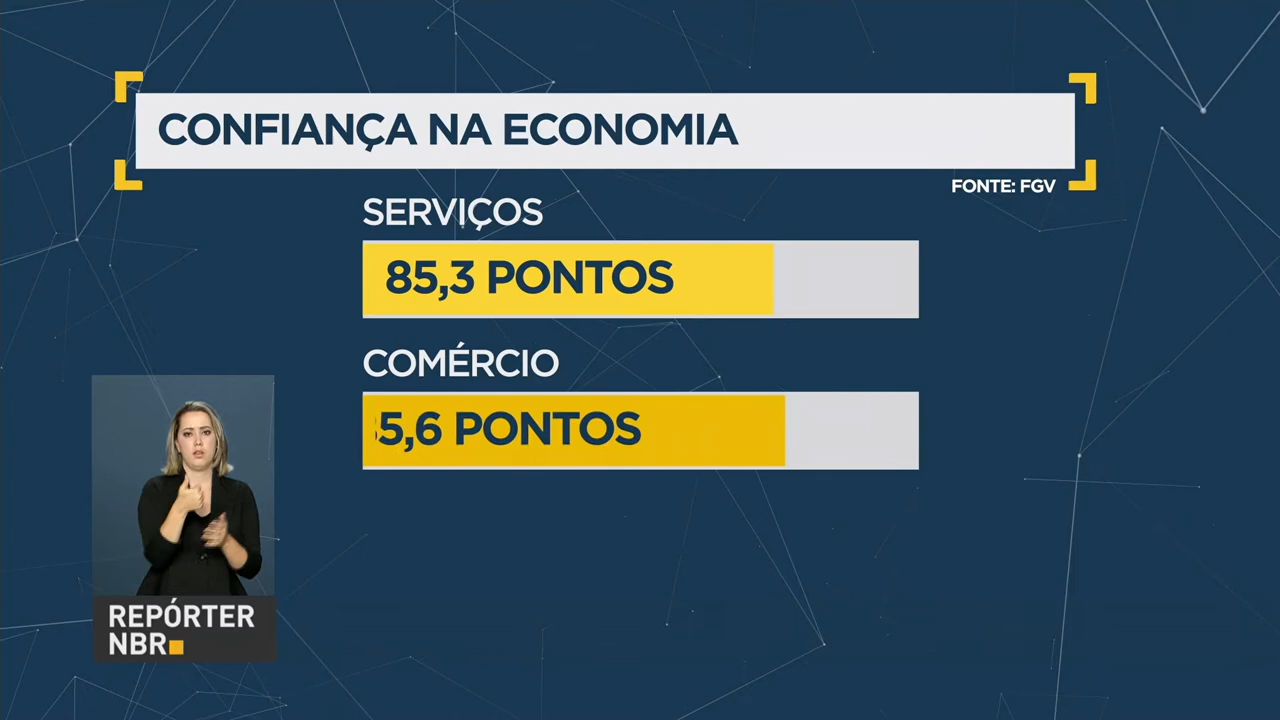 CONFIANÇA NA ECONOMIA
FONTE: FGV
SERVIÇOS
85,3 PONTOS
COMÉRCIO
5,6 PONTOS
REPÓRTER
NBR